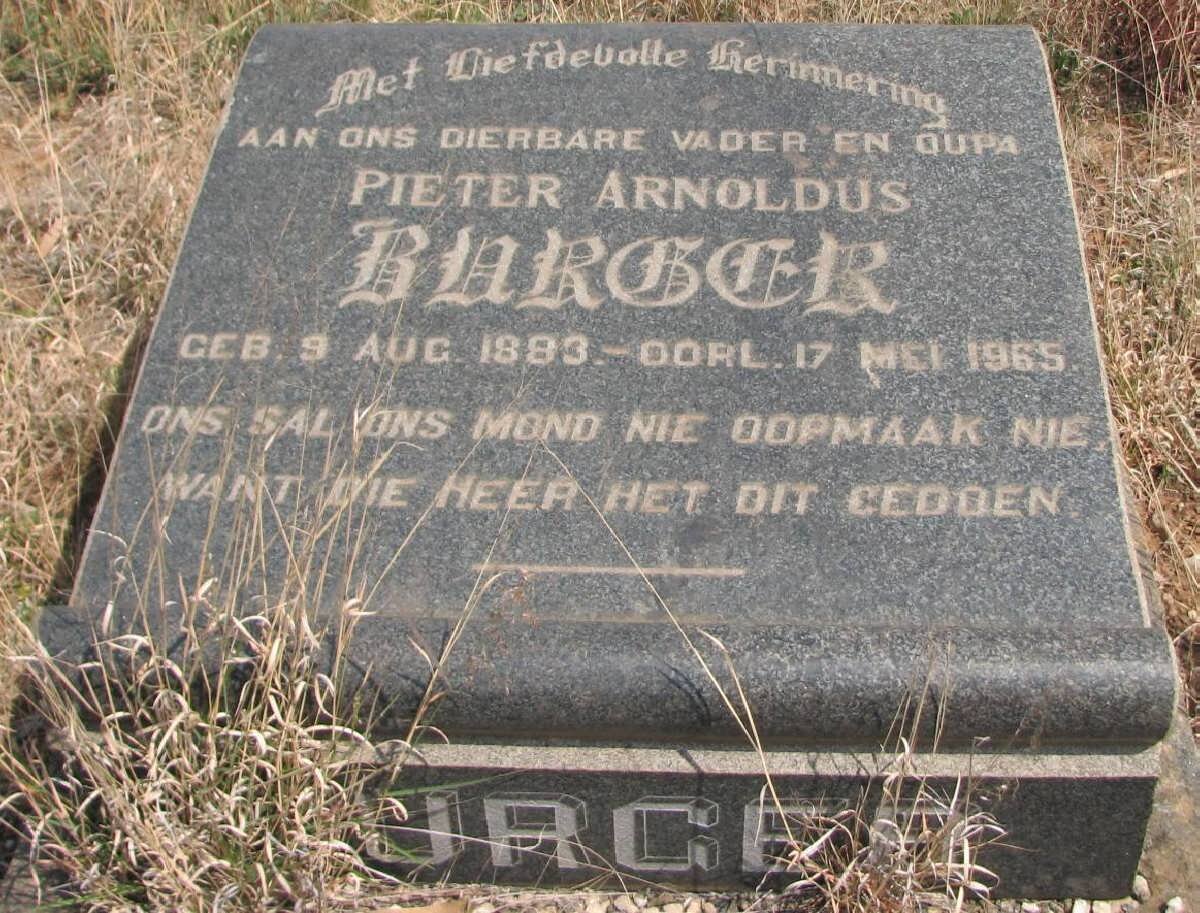 Met Liefdevolle Herinnering
AAN ONS DIERBARE VADER EN OUPA
PIETER ARNOLDUS
BURGER
GEB. 9 AUG. 1883.-OORL. 17 MEI 1965.
ONS SAL ONS MOND NIE OOPMAAK NIE,
WANT DIE HEER HET DIT GEDOEN.
BURGER